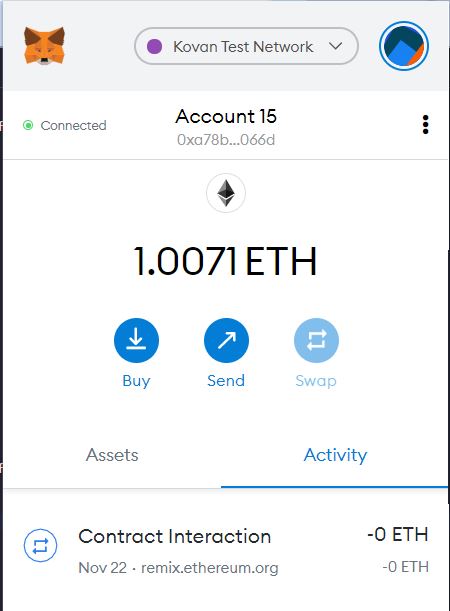 Kovan Test Network
Connected
Account 15
0xa78b...066d
1.0071 ETH
Buy
Send
Swap
Assets
Activity
Contract Interaction
-0 ETH
Nov 22 · remix.ethereum.org
-0 ETH